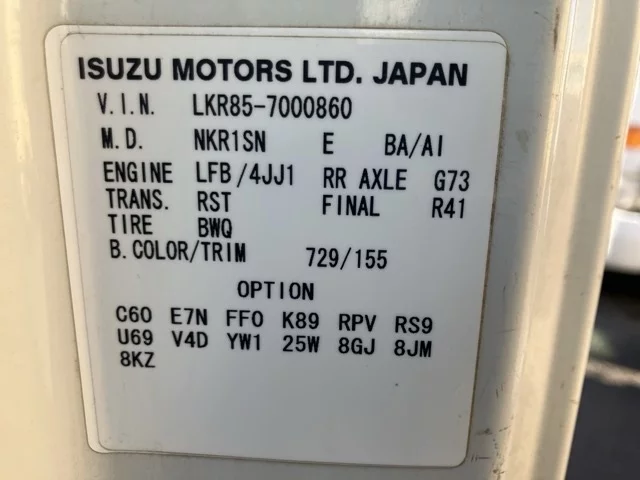 ISUZU MOTORS LTD. JAPAN
V.I.N. LKR85-7000860
M.D. NKR1SN E BA/AI
ENGINE LFB/4JJ1 RR AXLE G73
TRANS. RST FINAL R41
TIRE BWQ
B.COLOR/TRIM 729/155
OPTION
C60 E7N FF0 K89 RPV RS9
U69 V4D YW1 25W 8GJ 8JM
8KZ